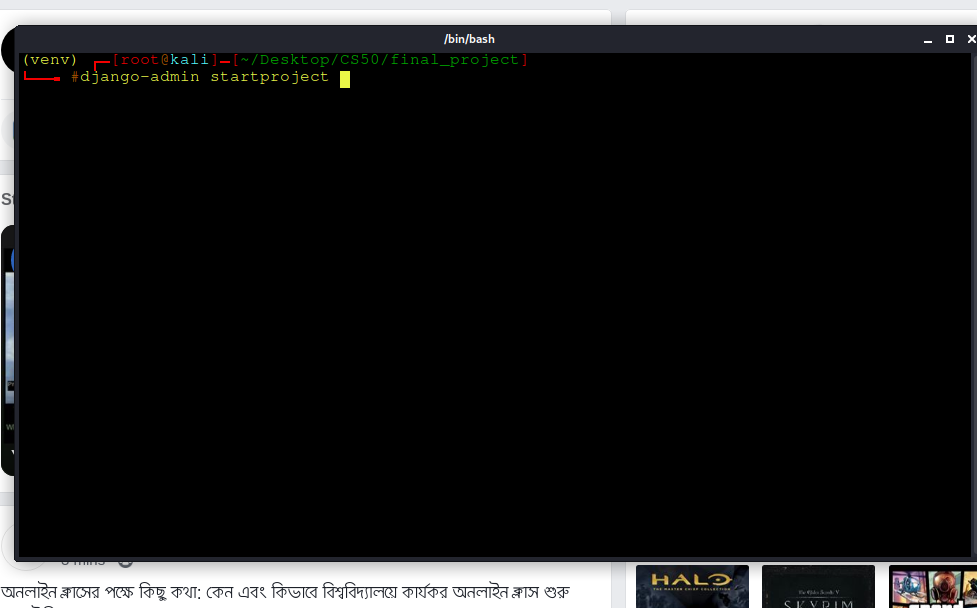 /bin/bash
(venv) ┌─[root@kali]─[~/Desktop/CS50/final_project]
└──╼ #django-admin startproject
অনলাইন ক্লাসের পক্ষে কিছু কথা: কেন এবং কিভাবে বিশ্ববিদ্যালয়ে কার্যকর অনলাইন ক্লাস শুরু
HALO
THE MASTER CHIEF COLLECTION
The Elder Scrolls V
SKYRIM